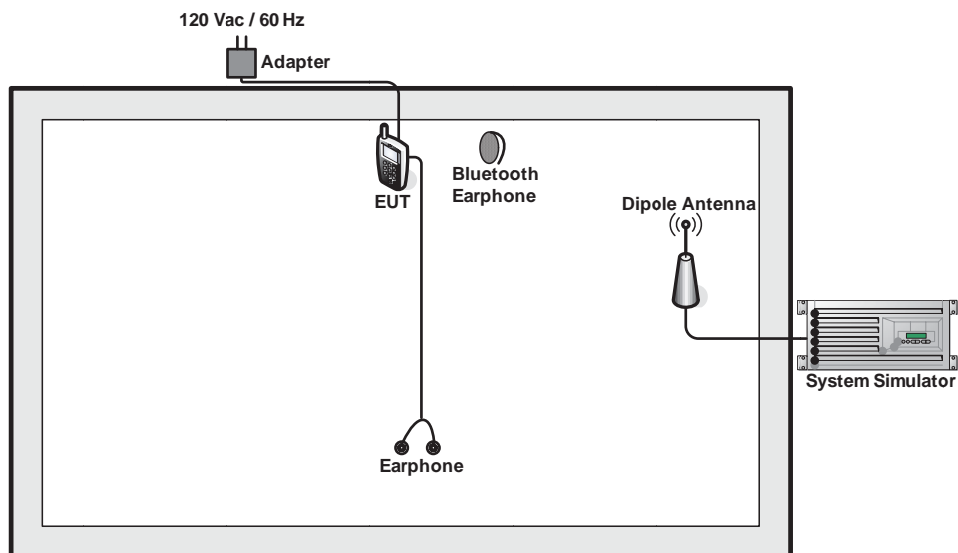 120 Vac / 60 Hz
Adapter
EUT
Bluetooth
Earphone
Dipole Antenna
System Simulator
Earphone